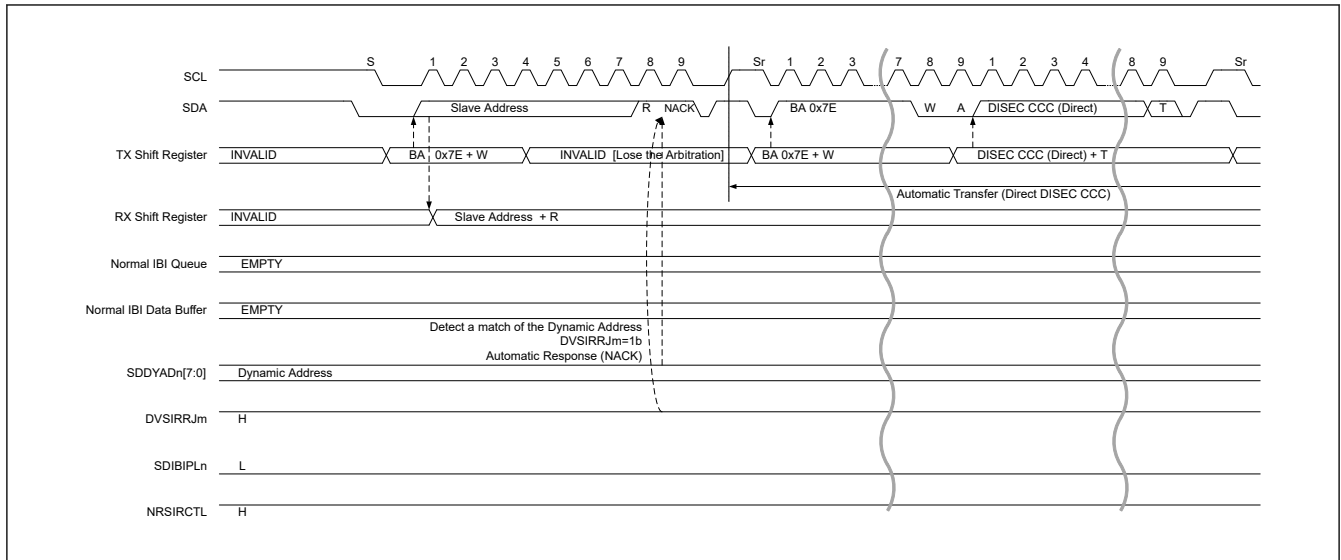 S 1 2 3 4 5 6 7 8 9 Sr 1 2 3 7 8 9 1 2 3 4 8 9 Sr
SCL
SDA Slave Address R NACK BA 0x7E W A DISEC CCC (Direct) T
TX Shift Register INVALID BA 0x7E + W INVALID [Lose the Arbitration] BA 0x7E + W DISEC CCC (Direct) + T
Automatic Transfer (Direct DISEC CCC)
RX Shift Register INVALID Slave Address + R
Normal IBI Queue EMPTY
Normal IBI Data Buffer EMPTY
Detect a match of the Dynamic Address
DVSIRRJm=1b
Automatic Response (NACK)
SDDYADn[7:0] Dynamic Address
DVSIRRJm H
SDIBIPLn L
NRSIRCTL H